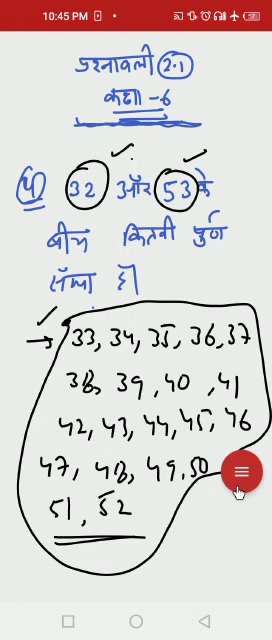 10:45 PM
प्रश्नावली 2.1
कक्षा -6
(4) 32 और 53 के
बीच कितनी पूर्ण
संख्या है
→ 33, 34, 35, 36, 37
38, 39, 40, 41
42, 43, 44, 45, 46
47, 48, 49, 50
51, 52